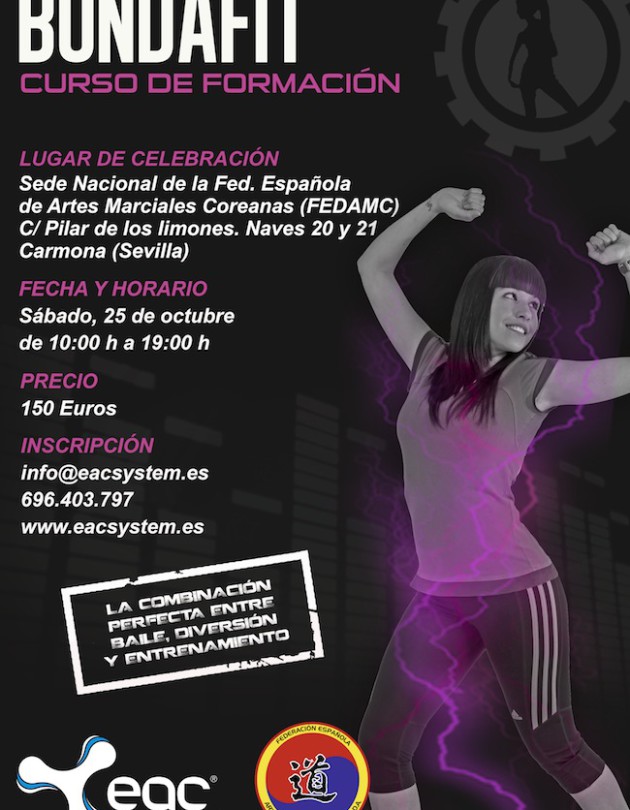 BUNDAFIT
CURSO DE FORMACIÓN
LUGAR DE CELEBRACIÓN
Sede Nacional de la Fed. Española
de Artes Marciales Coreanas (FEDAMC)
C/ Pilar de los limones. Naves 20 y 21
Carmona (Sevilla)
FECHA Y HORARIO
Sábado, 25 de octubre
de 10:00 h a 19:00 h
PRECIO
150 Euros
INSCRIPCIÓN
info@eacsystem.es
696.403.797
www.eacsystem.es
LA COMBINACIÓN
PERFECTA ENTRE
BAILE, DIVERSIÓN
Y ENTRENAMIENTO
FEDERACIÓN ESPAÑOLA
道
eac®